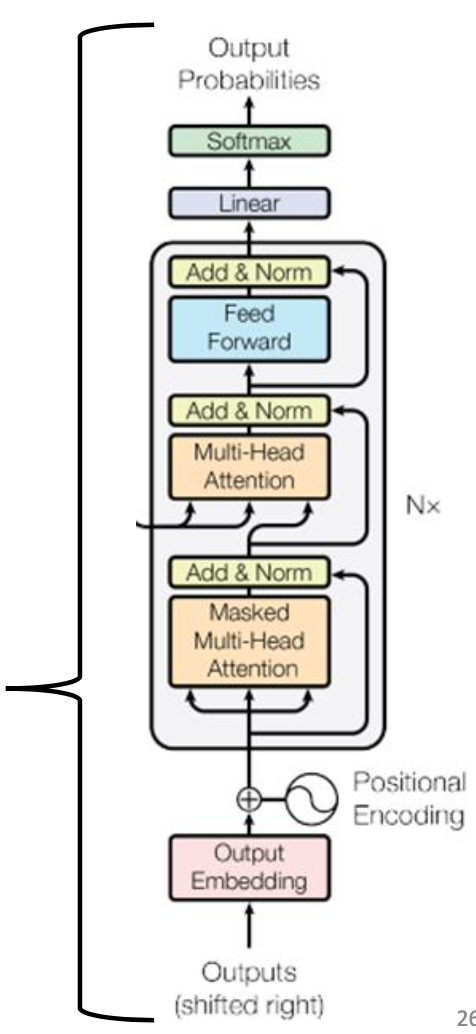 Output
Probabilities
Softmax
Linear
Add & Norm
Feed
Forward
Add & Norm
Multi-Head
Attention
N×
Add & Norm
Masked
Multi-Head
Attention
Positional
Encoding
Output
Embedding
Outputs
(shifted right)
26